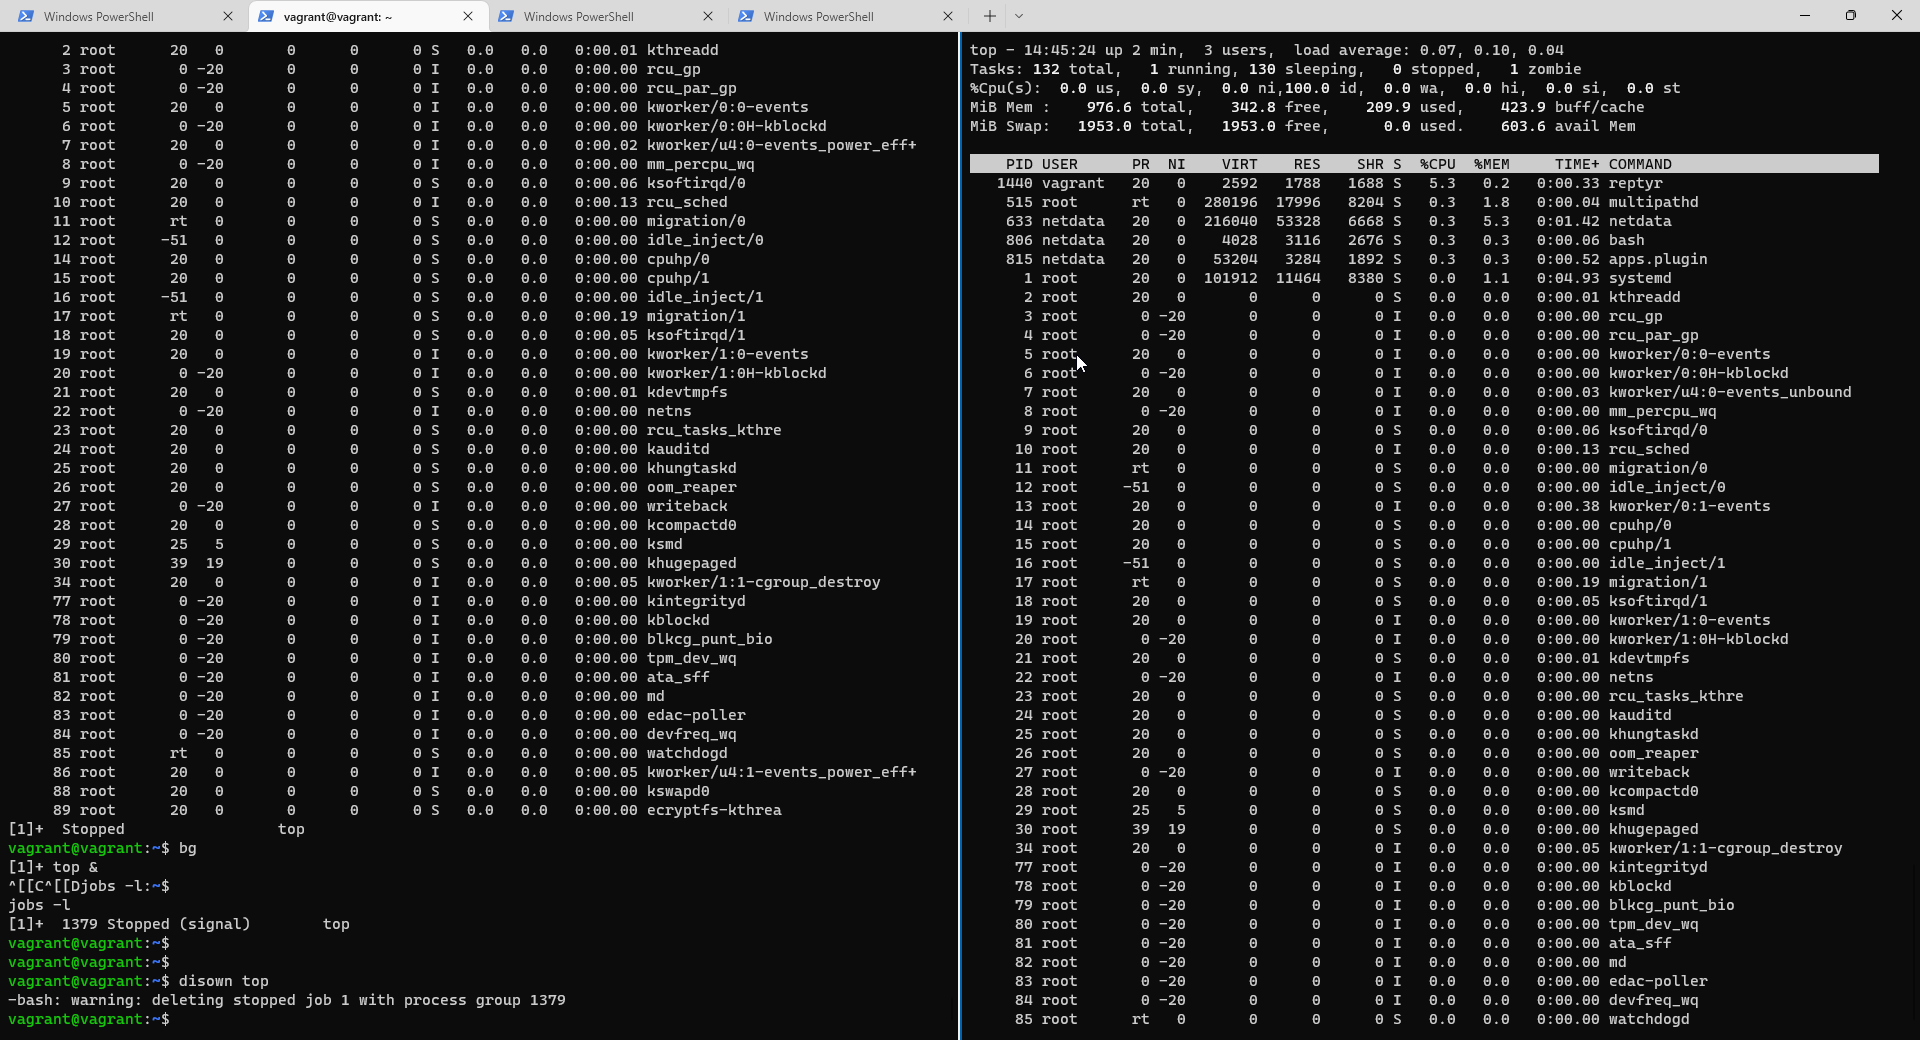 Windows PowerShell
vagrant@vagrant: ~
Windows PowerShell
Windows PowerShell
2 root 20 0 0 0 0 S 0.0 0.0 0:00.01 kthreadd
3 root 0 -20 0 0 0 I 0.0 0.0 0:00.00 rcu_gp
4 root 0 -20 0 0 0 I 0.0 0.0 0:00.00 rcu_par_gp
5 root 20 0 0 0 0 I 0.0 0.0 0:00.00 kworker/0:0-events
6 root 0 -20 0 0 0 I 0.0 0.0 0:00.00 kworker/0:0H-kblockd
7 root 20 0 0 0 0 I 0.0 0.0 0:00.02 kworker/u4:0-events_power_eff+
8 root 0 -20 0 0 0 I 0.0 0.0 0:00.00 mm_percpu_wq
9 root 20 0 0 0 0 S 0.0 0.0 0:00.06 ksoftirqd/0
10 root 20 0 0 0 0 I 0.0 0.0 0:00.13 rcu_sched
11 root rt 0 0 0 0 S 0.0 0.0 0:00.00 migration/0
12 root -51 0 0 0 0 S 0.0 0.0 0:00.00 idle_inject/0
14 root 20 0 0 0 0 S 0.0 0.0 0:00.00 cpuhp/0
15 root 20 0 0 0 0 S 0.0 0.0 0:00.00 cpuhp/1
16 root -51 0 0 0 0 S 0.0 0.0 0:00.00 idle_inject/1
17 root rt 0 0 0 0 S 0.0 0.0 0:00.19 migration/1
18 root 20 0 0 0 0 S 0.0 0.0 0:00.05 ksoftirqd/1
19 root 20 0 0 0 0 I 0.0 0.0 0:00.00 kworker/1:0-events
20 root 0 -20 0 0 0 I 0.0 0.0 0:00.00 kworker/1:0H-kblockd
21 root 20 0 0 0 0 S 0.0 0.0 0:00.01 kdevtmpfs
22 root 0 -20 0 0 0 I 0.0 0.0 0:00.00 netns
23 root 20 0 0 0 0 S 0.0 0.0 0:00.00 rcu_tasks_kthre
24 root 20 0 0 0 0 S 0.0 0.0 0:00.00 kauditd
25 root 20 0 0 0 0 S 0.0 0.0 0:00.00 khungtaskd
26 root 20 0 0 0 0 S 0.0 0.0 0:00.00 oom_reaper
27 root 0 -20 0 0 0 I 0.0 0.0 0:00.00 writeback
28 root 20 0 0 0 0 S 0.0 0.0 0:00.00 kcompactd0
29 root 25 5 0 0 0 S 0.0 0.0 0:00.00 ksmd
30 root 39 19 0 0 0 S 0.0 0.0 0:00.00 khugepaged
34 root 20 0 0 0 0 I 0.0 0.0 0:00.05 kworker/1:1-cgroup_destroy
77 root 0 -20 0 0 0 I 0.0 0.0 0:00.00 kintegrityd
78 root 0 -20 0 0 0 I 0.0 0.0 0:00.00 kblockd
79 root 0 -20 0 0 0 I 0.0 0.0 0:00.00 blkcg_punt_bio
80 root 0 -20 0 0 0 I 0.0 0.0 0:00.00 tpm_dev_wq
81 root 0 -20 0 0 0 I 0.0 0.0 0:00.00 ata_sff
82 root 0 -20 0 0 0 I 0.0 0.0 0:00.00 md
83 root 0 -20 0 0 0 I 0.0 0.0 0:00.00 edac-poller
84 root 0 -20 0 0 0 I 0.0 0.0 0:00.00 devfreq_wq
85 root rt 0 0 0 0 S 0.0 0.0 0:00.00 watchdogd
86 root 20 0 0 0 0 I 0.0 0.0 0:00.05 kworker/u4:1-events_power_eff+
88 root 20 0 0 0 0 S 0.0 0.0 0:00.00 kswapd0
89 root 20 0 0 0 0 S 0.0 0.0 0:00.00 ecryptfs-kthrea
[1]+ Stopped top
vagrant@vagrant:~$ bg
[1]+ top &
^[[C^[[Djobs -l:~$
jobs -l
[1]+ 1379 Stopped (signal) top
vagrant@vagrant:~$
vagrant@vagrant:~$
vagrant@vagrant:~$ disown top
-bash: warning: deleting stopped job 1 with process group 1379
vagrant@vagrant:~$
top - 14:45:24 up 2 min, 3 users, load average: 0.07, 0.10, 0.04
Tasks: 132 total, 1 running, 130 sleeping, 0 stopped, 1 zombie
%Cpu(s): 0.0 us, 0.0 sy, 0.0 ni,100.0 id, 0.0 wa, 0.0 hi, 0.0 si, 0.0 st
MiB Mem : 976.6 total, 342.8 free, 209.9 used, 423.9 buff/cache
MiB Swap: 1953.0 total, 1953.0 free, 0.0 used. 603.6 avail Mem
PID USER PR NI VIRT RES SHR S %CPU %MEM TIME+ COMMAND
1440 vagrant 20 0 2592 1788 1688 S 5.3 0.2 0:00.33 reptyr
515 root rt 0 280196 17996 8204 S 0.3 1.8 0:00.04 multipathd
633 netdata 20 0 216040 53328 6668 S 0.3 5.3 0:01.42 netdata
806 netdata 20 0 4028 3116 2676 S 0.3 0.3 0:00.06 bash
815 netdata 20 0 53204 3284 1892 S 0.3 0.3 0:00.52 apps.plugin
1 root 20 0 101912 11464 8380 S 0.0 1.1 0:04.93 systemd
2 root 20 0 0 0 0 S 0.0 0.0 0:00.01 kthreadd
3 root 0 -20 0 0 0 I 0.0 0.0 0:00.00 rcu_gp
4 root 0 -20 0 0 0 I 0.0 0.0 0:00.00 rcu_par_gp
5 root 20 0 0 0 0 I 0.0 0.0 0:00.00 kworker/0:0-events
6 root 0 -20 0 0 0 I 0.0 0.0 0:00.00 kworker/0:0H-kblockd
7 root 20 0 0 0 0 I 0.0 0.0 0:00.03 kworker/u4:0-events_unbound
8 root 0 -20 0 0 0 I 0.0 0.0 0:00.00 mm_percpu_wq
9 root 20 0 0 0 0 S 0.0 0.0 0:00.06 ksoftirqd/0
10 root 20 0 0 0 0 I 0.0 0.0 0:00.13 rcu_sched
11 root rt 0 0 0 0 S 0.0 0.0 0:00.00 migration/0
12 root -51 0 0 0 0 S 0.0 0.0 0:00.00 idle_inject/0
13 root 20 0 0 0 0 I 0.0 0.0 0:00.38 kworker/0:1-events
14 root 20 0 0 0 0 S 0.0 0.0 0:00.00 cpuhp/0
15 root 20 0 0 0 0 S 0.0 0.0 0:00.00 cpuhp/1
16 root -51 0 0 0 0 S 0.0 0.0 0:00.00 idle_inject/1
17 root rt 0 0 0 0 S 0.0 0.0 0:00.19 migration/1
18 root 20 0 0 0 0 S 0.0 0.0 0:00.05 ksoftirqd/1
19 root 20 0 0 0 0 I 0.0 0.0 0:00.00 kworker/1:0-events
20 root 0 -20 0 0 0 I 0.0 0.0 0:00.00 kworker/1:0H-kblockd
21 root 20 0 0 0 0 S 0.0 0.0 0:00.01 kdevtmpfs
22 root 0 -20 0 0 0 I 0.0 0.0 0:00.00 netns
23 root 20 0 0 0 0 S 0.0 0.0 0:00.00 rcu_tasks_kthre
24 root 20 0 0 0 0 S 0.0 0.0 0:00.00 kauditd
25 root 20 0 0 0 0 S 0.0 0.0 0:00.00 khungtaskd
26 root 20 0 0 0 0 S 0.0 0.0 0:00.00 oom_reaper
27 root 0 -20 0 0 0 I 0.0 0.0 0:00.00 writeback
28 root 20 0 0 0 0 S 0.0 0.0 0:00.00 kcompactd0
29 root 25 5 0 0 0 S 0.0 0.0 0:00.00 ksmd
30 root 39 19 0 0 0 S 0.0 0.0 0:00.00 khugepaged
34 root 20 0 0 0 0 I 0.0 0.0 0:00.05 kworker/1:1-cgroup_destroy
77 root 0 -20 0 0 0 I 0.0 0.0 0:00.00 kintegrityd
78 root 0 -20 0 0 0 I 0.0 0.0 0:00.00 kblockd
79 root 0 -20 0 0 0 I 0.0 0.0 0:00.00 blkcg_punt_bio
80 root 0 -20 0 0 0 I 0.0 0.0 0:00.00 tpm_dev_wq
81 root 0 -20 0 0 0 I 0.0 0.0 0:00.00 ata_sff
82 root 0 -20 0 0 0 I 0.0 0.0 0:00.00 md
83 root 0 -20 0 0 0 I 0.0 0.0 0:00.00 edac-poller
84 root 0 -20 0 0 0 I 0.0 0.0 0:00.00 devfreq_wq
85 root rt 0 0 0 0 S 0.0 0.0 0:00.00 watchdogd